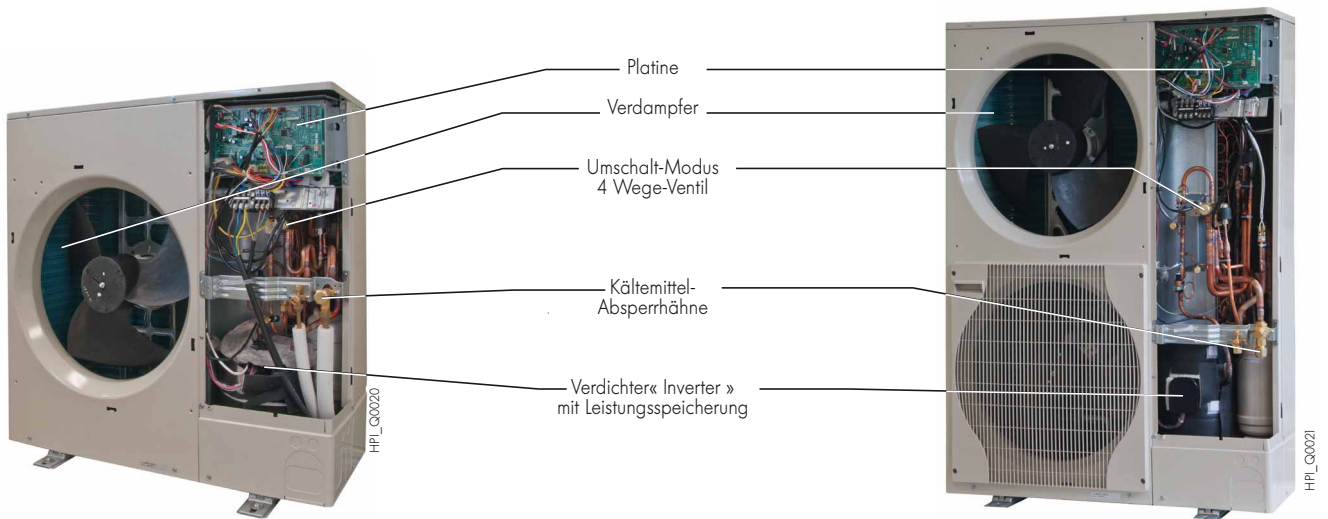 Platine
Verdampfer
Umschalt-Modus
4 Wege-Ventil
Kältemittel-
Absperrhähne
Verdichter« Inverter »
mit Leistungsspeicherung
HPI_Q0020
HPI_Q0021